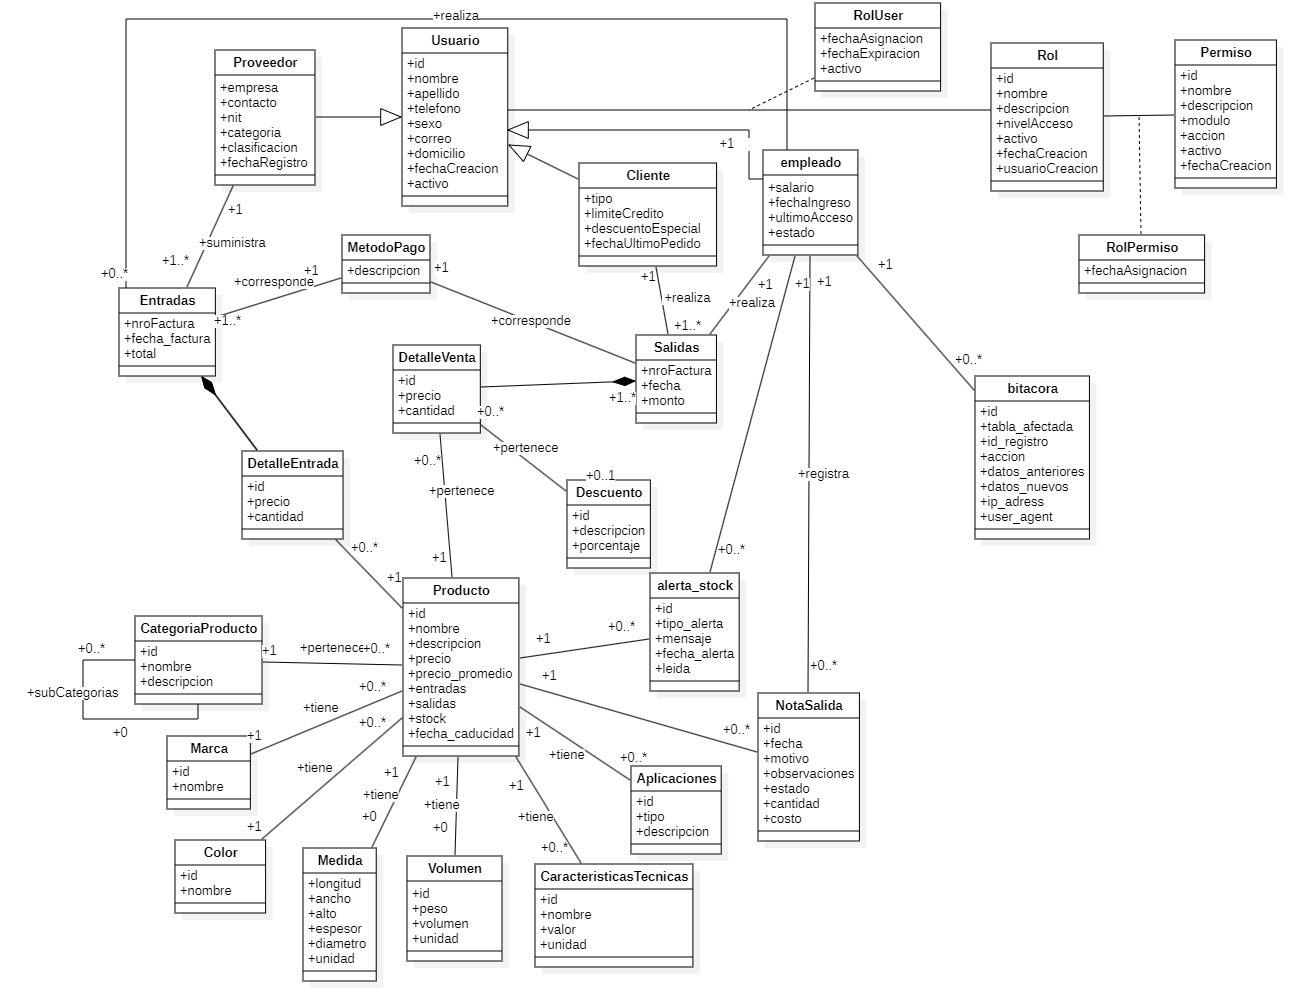 +realiza
RolUser
+fechaAsignacion
+fechaExpiracion
+activo
Usuario
+id
+nombre
+apellido
+telefono
+sexo
+correo
+domicilio
+fechaCreacion
+activo
Proveedor
+empresa
+contacto
+nit
+categoria
+clasificacion
+fechaRegistro
Rol
+id
+nombre
+descripcion
+nivelAcceso
+activo
+fechaCreacion
+usuarioCreacion
Permiso
+id
+nombre
+descripcion
+modulo
+accion
+activo
+fechaCreacion
+1
empleado
+salario
+fechaIngreso
+ultimoAcceso
+estado
Cliente
+tipo
+limiteCredito
+descuentoEspecial
+fechaUltimoPedido
RolPermiso
+fechaAsignacion
+1
+suministra
+1..*
+0..*
MetodoPago
+descripcion
+1
+corresponde
+1..*
+1
+corresponde
Entradas
+nroFactura
+fecha_factura
+total
+1
+realiza
+1..*
+1
+realiza
+1
+1
+1
+0..*
Salidas
+nroFactura
+fecha
+monto
+1..*
DetalleVenta
+id
+precio
+cantidad
+0..*
+pertenece
+0..1
+0..*
+pertenece
+1
bitacora
+id
+tabla_afectada
+id_registro
+accion
+datos_anteriores
+datos_nuevos
+ip_adress
+user_agent
DetalleEntrada
+id
+precio
+cantidad
+0..*
+1
Descuento
+id
+descripcion
+porcentaje
+registra
+0..*
alerta_stock
+id
+tipo_alerta
+mensaje
+fecha_alerta
+leida
Producto
+id
+nombre
+descripcion
+precio
+precio_promedio
+entradas
+salidas
+stock
+fecha_caducidad
+1
+0..*
CategoriaProducto
+id
+nombre
+descripcion
+1
+pertenece
+0..*
+0..*
+subCategorias
+0
+0..*
+1
+0..*
NotaSalida
+id
+fecha
+motivo
+observaciones
+estado
+cantidad
+costo
+0..*
+tiene
+1
Marca
+id
+nombre
+0..*
+tiene
+1
Color
+id
+nombre
+1
+tiene
+0
Medida
+longitud
+ancho
+alto
+espesor
+diametro
+unidad
+1
+tiene
+0
Volumen
+id
+peso
+volumen
+unidad
+1
+tiene
+0..*
CaracteristicasTecnicas
+id
+nombre
+valor
+unidad
+1
+tiene
+0..*
Aplicaciones
+id
+tipo
+descripcion